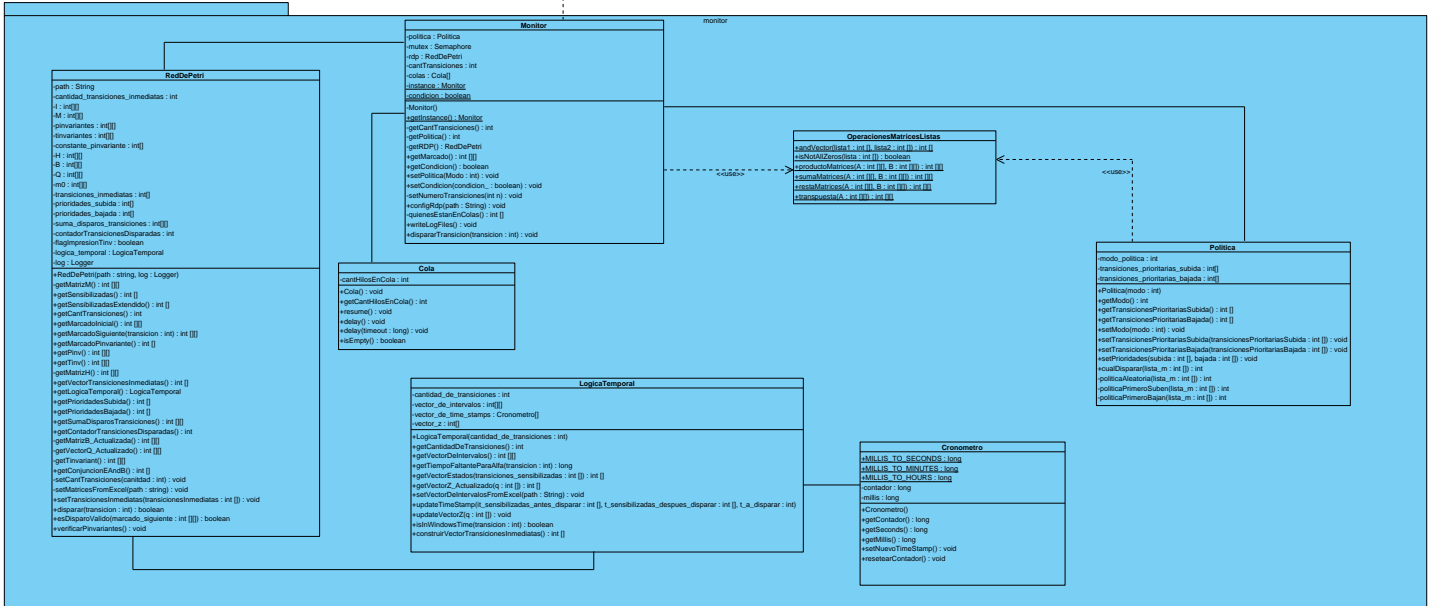 monitor
Monitor
-politica : Politica
-mutex : Semaphore
-rdp : RedDePetri
-cantTransiciones : int
-colas : Cola[]
-instance : Monitor
-condicion : boolean
-Monitor()
+getInstance() : Monitor
-getCantTransiciones() : int
-getPolitica() : int
-getRDP() : RedDePetri
+getMarcado() : int [][]
+getCondicion() : boolean
+setPolitica(Modo : int) : void
+setCondicion(condicion_ : boolean) : void
-setNumeroTransiciones(int n) : void
+configRdp(path : String) : void
-quienesEstanEnColas() : int []
+writeLogFiles() : void
+dispararTransicion(transicion : int) : void
RedDePetri
-path : String
-cantidad_transiciones_inmediatas : int
-I : int[][]
-M : int[][]
-pinvariantes : int[][]
-tinvariantes : int[][]
-constante_pinvariante : int[]
-H : int[][]
-B : int[][]
-Q : int[][]
-m0 : int[][]
-transiciones_inmediatas : int[]
-prioridades_subida : int[]
-prioridades_bajada : int[]
-suma_disparos_transiciones : int[][]
-contadorTransicionesDisparadas : int
-flagImpresionTinv : boolean
-logica_temporal : LogicaTemporal
-log : Logger
+RedDePetri(path : string, log : Logger)
-getMatrizM() : int [][]
+getSensibilizadas() : int []
+getSensibilizadasExtendido() : int []
+getCantTransiciones() : int
+getMarcadoInicial() : int [][]
+getMarcadoSiguiente(transicion : int) : int [][]
+getMarcadoPinvariante() : int []
+getPinv() : int [][]
+getTinv() : int [][]
-getMatrizH() : int [][]
+getVectorTransicionesInmediatas() : int []
+getLogicaTemporal() : LogicaTemporal
+getPrioridadesSubida() : int []
+getPrioridadesBajada() : int []
+getSumaDisparosTransiciones() : int [][]
+getContadorTransicionesDisparadas() : int
-getMatrizB_Actualizada() : int [][]
-getVectorQ_Actualizado() : int [][]
-getTinvariant() : int [][]
+getConjuncionEAndB() : int []
-setCantTransiciones(canitdad : int) : void
-setMatricesFromExcel(path : string) : void
+setTransicionesInmediatas(transicionesInmediatas : int []) : void
+disparar(transicion : int) : boolean
+esDisparoValido(marcado_siguiente : int [][]) : boolean
+verificarPinvariantes() : void
OperacionesMatricesListas
+andVector(lista1 : int [], lista2 : int []) : int []
+isNotAllZeros(lista : int []) : boolean
+productoMatrices(A : int [][], B : int [][]) : int [][]
+sumaMatrices(A : int [][], B : int [][]) : int [][]
+restaMatrices(A : int [][], B : int [][]) : int [][]
+transpuesta(A : int [][]) : int [][]
<<use>>
<<use>>
Cola
-cantHilosEnCola : int
+Cola() : void
+getCantHilosEnCola() : int
+resume() : void
+delay() : void
+delay(timeout : long) : void
+isEmpty() : boolean
Politica
-modo_politica : int
-transiciones_prioritarias_subida : int[]
-transiciones_prioritarias_bajada : int[]
+Politica(modo : int)
+getModo() : int
+getTransicionesPrioritariasSubida() : int []
+getTransicionesPrioritariasBajada() : int []
+setModo(modo : int) : void
+setTransicionesPrioritariasSubida(transicionesPrioritariasSubida : int []) : void
+setTransicionesPrioritariasBajada(transicionesPrioritariasBajada : int []) : void
+setPrioridades(subida : int [], bajada : int []) : void
+cualDisparar(lista_m : int []) : int
-politicaAleatoria(lista_m : int []) : int
-politicaPrimeroSuben(lista_m : int []) : int
-politicaPrimeroBajan(lista_m : int []) : int
LogicaTemporal
-cantidad_de_transiciones : int
-vector_de_intervalos : int[][]
-vector_de_time_stamps : Cronometro[]
-vector_z : int[]
+LogicaTemporal(cantidad_de_transiciones : int)
+getCantidadDeTransiciones() : int
+getVectorDeIntervalos() : int [][]
+getTiempoFaltanteParaAlfa(transicion : int) : long
+getVectorEstados(transiciones_sensibilizadas : int []) : int []
+getVectorZ_Actualizado(q : int []) : int []
+setVectorDeIntervalosFromExcel(path : String) : void
+updateTimeStamp(t_sensibilizadas_antes_disparar : int [], t_sensibilizadas_despues_disparar : int [], t_a_disparar : int)
+updateVectorZ(q : int []) : void
+isInWindowsTime(transicion : int) : boolean
+construirVectorTransicionesInmediatas() : int []
Cronometro
+MILLIS_TO_SECONDS : long
+MILLIS_TO_MINUTES : long
+MILLIS_TO_HOURS : long
-contador : long
-millis : long
+Cronometro()
+getContador() : long
+getSeconds() : long
+getMillis() : long
+setNuevoTimeStamp() : void
+resetearContador() : void